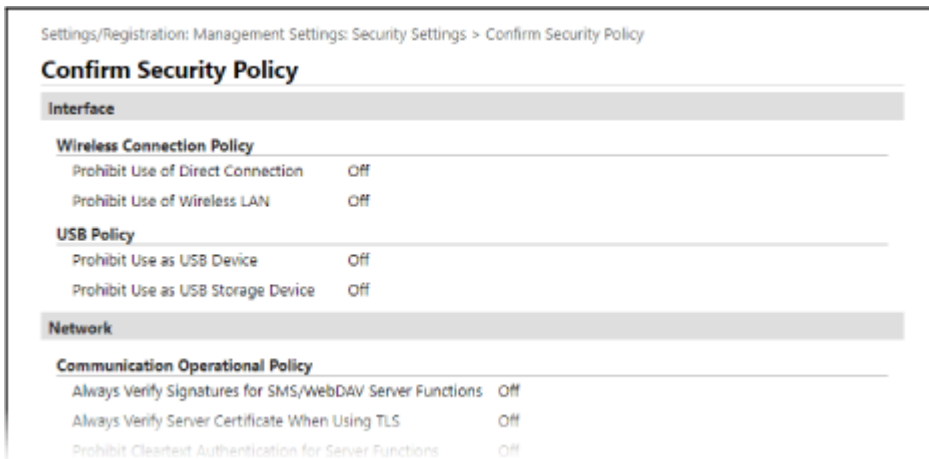 Settings/Registration: Management Settings: Security Settings > Confirm Security Policy
Confirm Security Policy
Interface
Wireless Connection Policy
Prohibit Use of Direct Connection Off
Prohibit Use of Wireless LAN Off
USB Policy
Prohibit Use as USB Device Off
Prohibit Use as USB Storage Device Off
Network
Communication Operational Policy
Always Verify Signatures for SMS/WebDAV Server Functions Off
Always Verify Server Certificate When Using TLS Off
Prohibit Cleartext Authentication for Server Functions Off